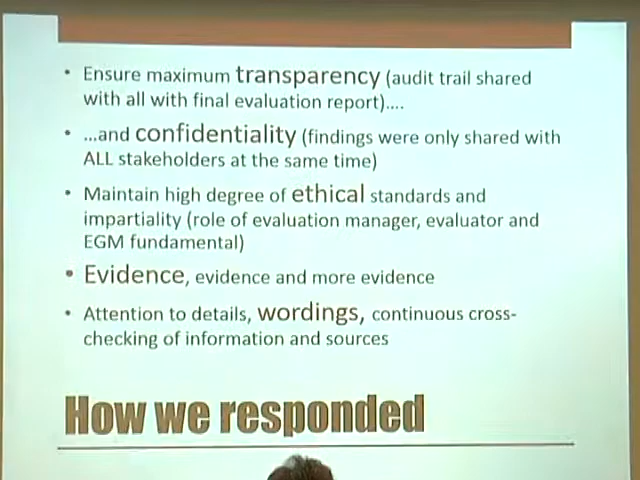 • Ensure maximum transparency (audit trail shared
with all with final evaluation report)....
• ...and confidentiality (findings were only shared with
ALL stakeholders at the same time)
• Maintain high degree of ethical standards and
impartiality (role of evaluation manager, evaluator and
EGM fundamental)
• Evidence, evidence and more evidence
• Attention to details, wordings, continuous cross-
checking of information and sources
How we responded